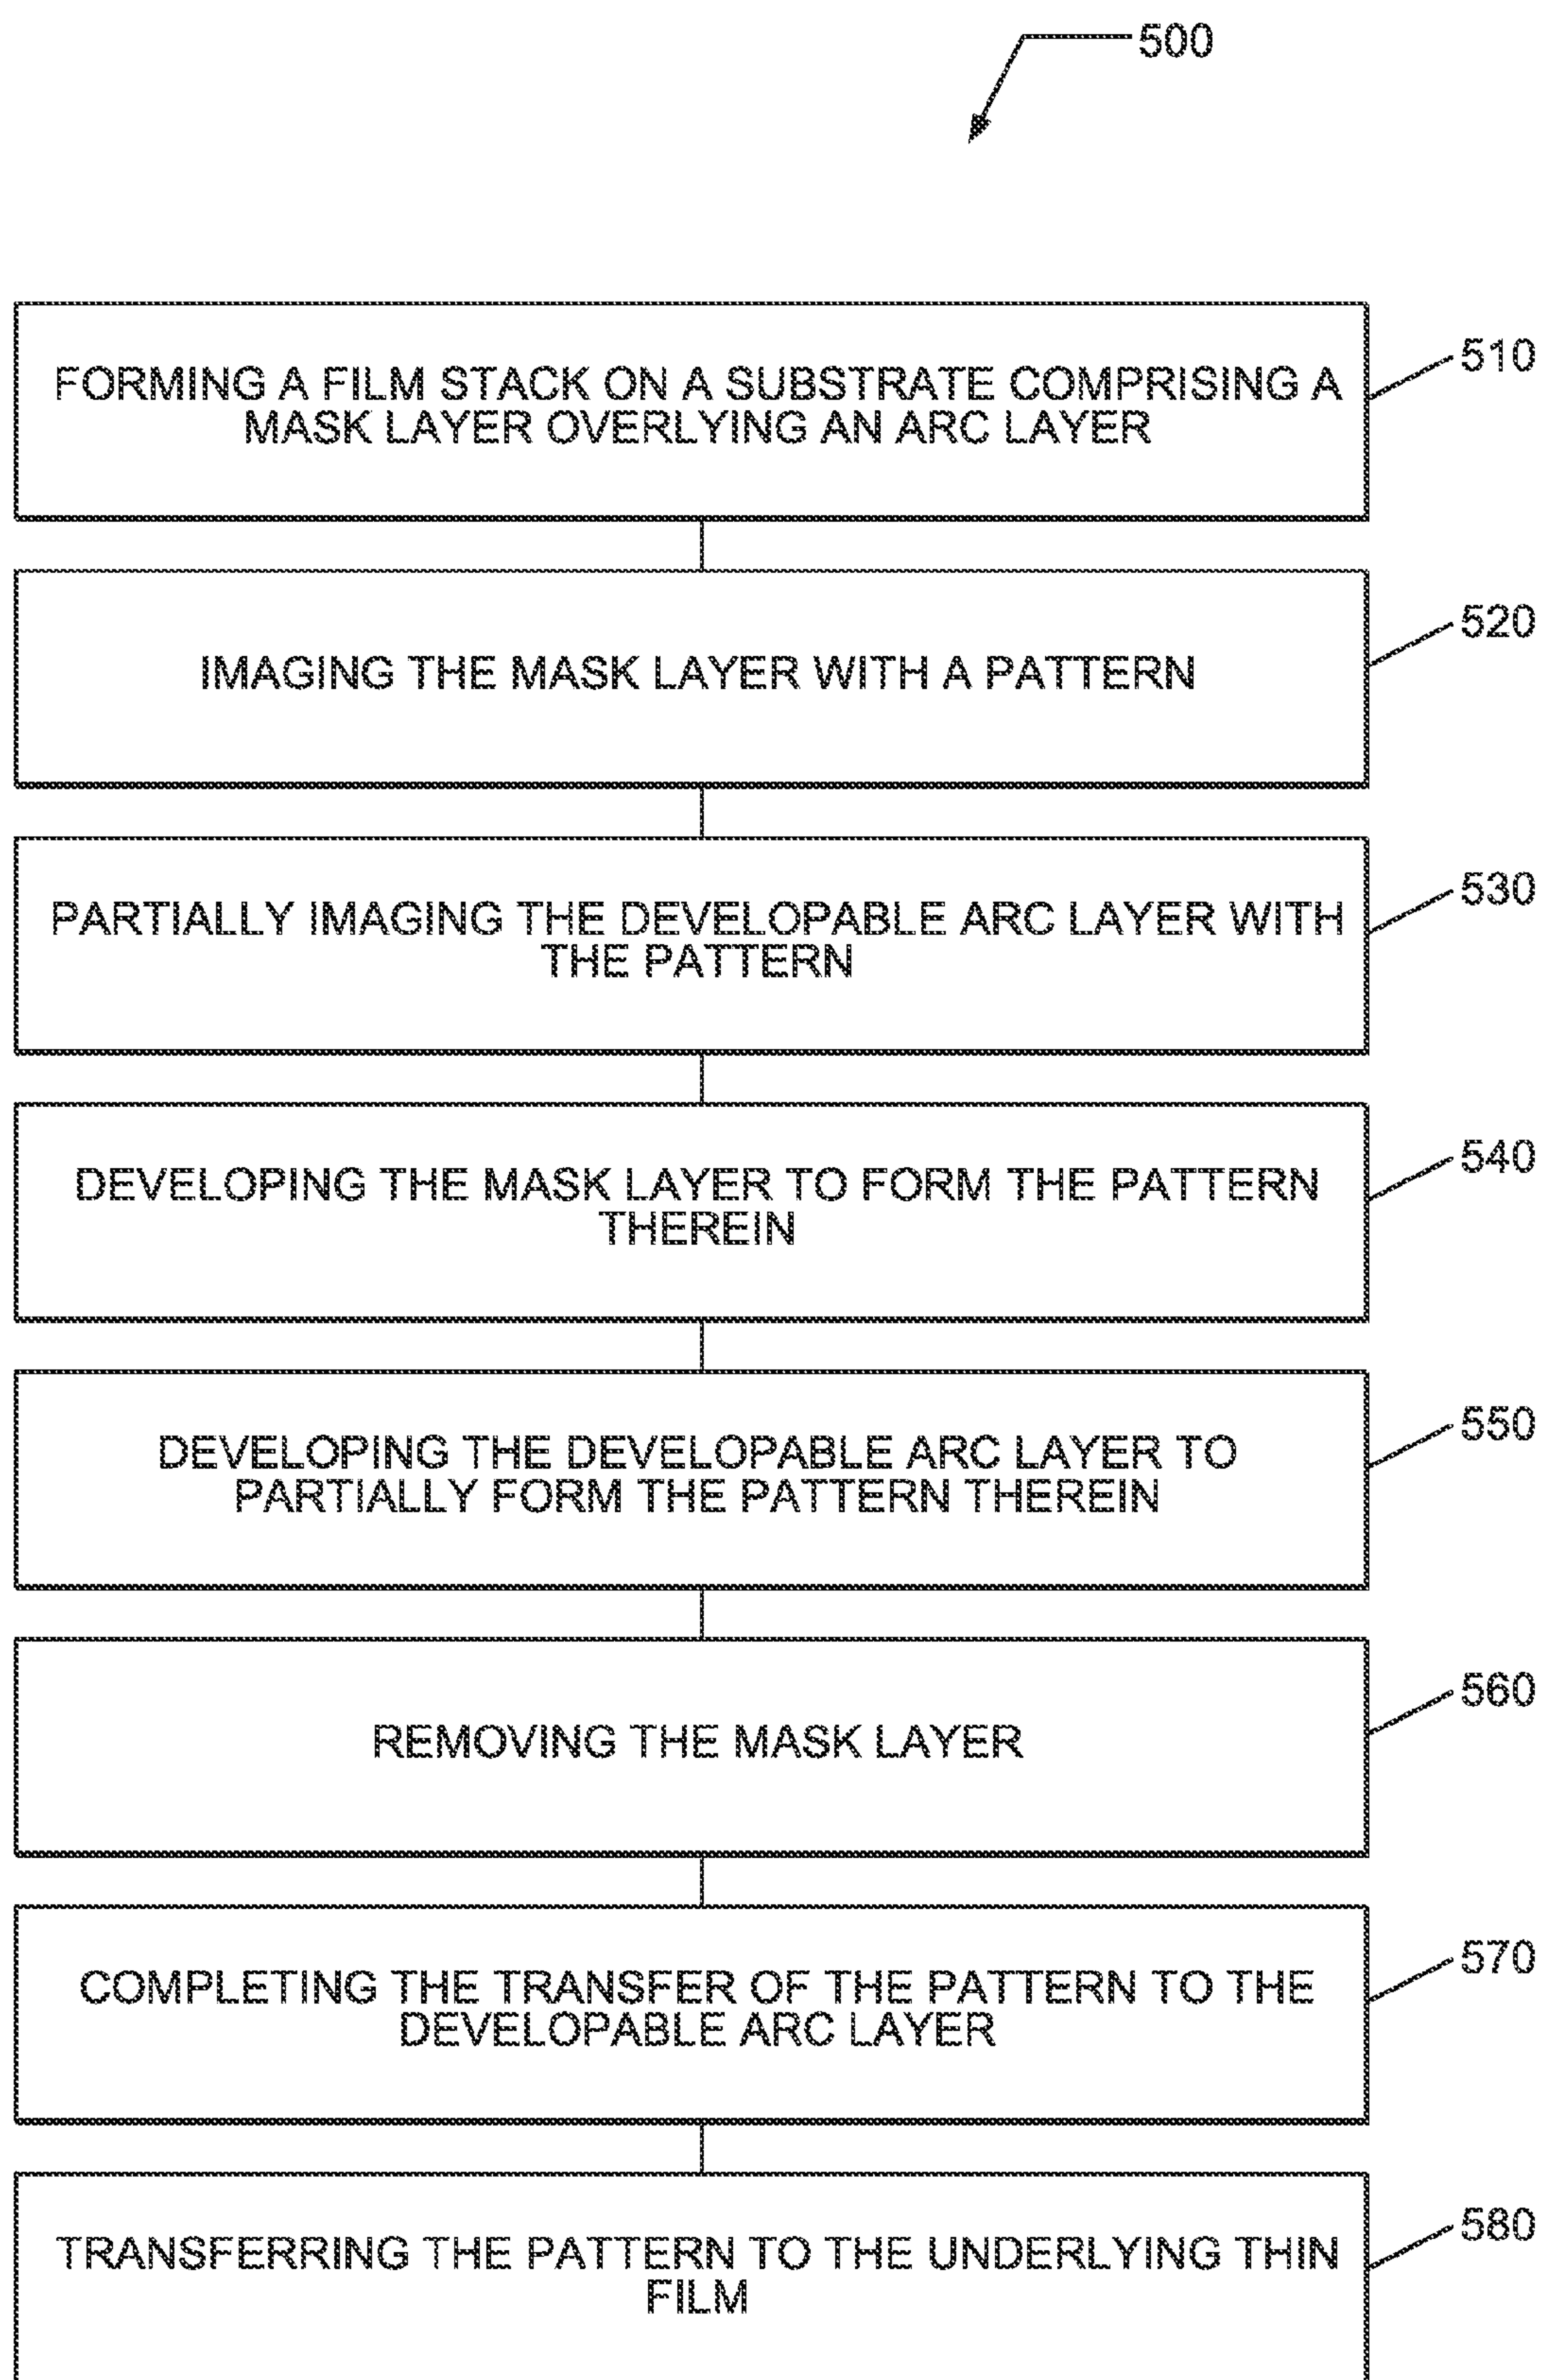 500
FORMING A FILM STACK ON A SUBSTRATE COMPRISING A
MASK LAYER OVERLYING AN ARC LAYER
510
IMAGING THE MASK LAYER WITH A PATTERN
520
PARTIALLY IMAGING THE DEVELOPABLE ARC LAYER WITH
THE PATTERN
530
DEVELOPING THE MASK LAYER TO FORM THE PATTERN
THEREIN
540
DEVELOPING THE DEVELOPABLE ARC LAYER TO
PARTIALLY FORM THE PATTERN THEREIN
550
REMOVING THE MASK LAYER
560
COMPLETING THE TRANSFER OF THE PATTERN TO THE
DEVELOPABLE ARC LAYER
570
TRANSFERRING THE PATTERN TO THE UNDERLYING THIN
FILM
580